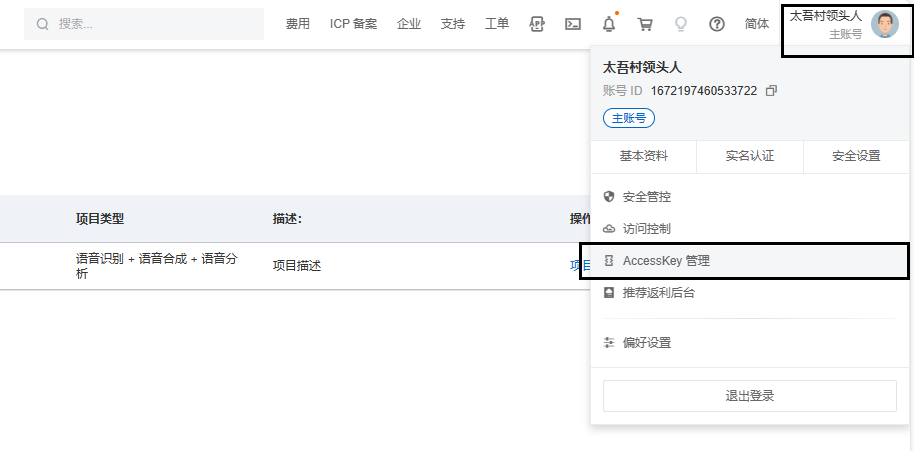 搜索...
费用
ICP 备案
企业
支持
工单
简体
太吾村领头人
主账号
太吾村领头人
账号 ID 1672197460533722
主账号
基本资料
实名认证
安全设置
安全管控
访问控制
AccessKey 管理
推荐返利后台
偏好设置
退出登录
项目类型
描述:
操作
语音识别 + 语音合成 + 语音分
析
项目描述
项目